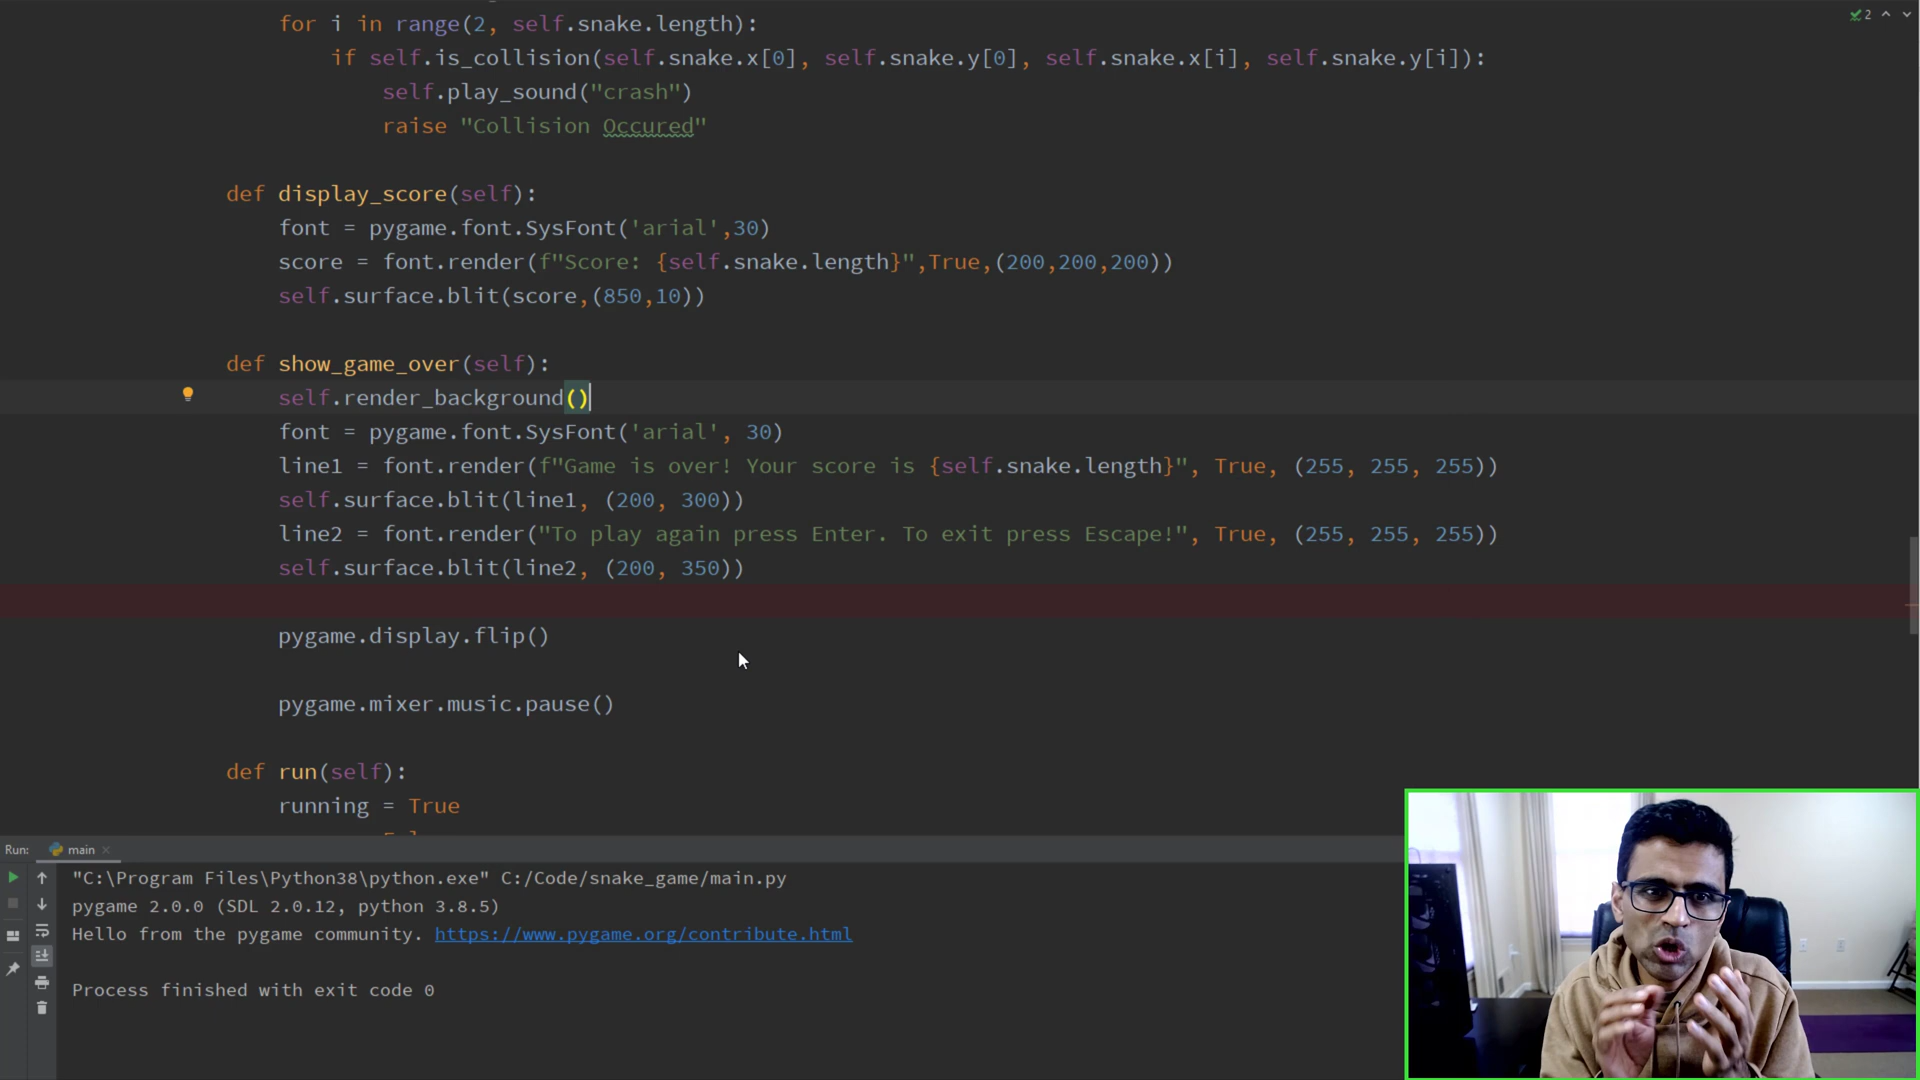 for i in range(2, self.snake.length):
if self.is_collision(self.snake.x[0], self.snake.y[0], self.snake.x[i], self.snake.y[i]):
self.play_sound("crash")
raise "Collision Occured"
def display_score(self):
font = pygame.font.SysFont('arial',30)
score = font.render(f"Score: {self.snake.length}",True,(200,200,200))
self.surface.blit(score,(850,10))
def show_game_over(self):
self.render_background()
font = pygame.font.SysFont('arial', 30)
line1 = font.render(f"Game is over! Your score is {self.snake.length}", True, (255, 255, 255))
self.surface.blit(line1, (200, 300))
line2 = font.render("To play again press Enter. To exit press Escape!", True, (255, 255, 255))
self.surface.blit(line2, (200, 350))
pygame.display.flip()
pygame.mixer.music.pause()
def run(self):
running = True
2
Run: main
"C:\Program Files\Python38\python.exe" C:/Code/snake_game/main.py
pygame 2.0.0 (SDL 2.0.12, python 3.8.5)
Hello from the pygame community. https://www.pygame.org/contribute.html
Process finished with exit code 0